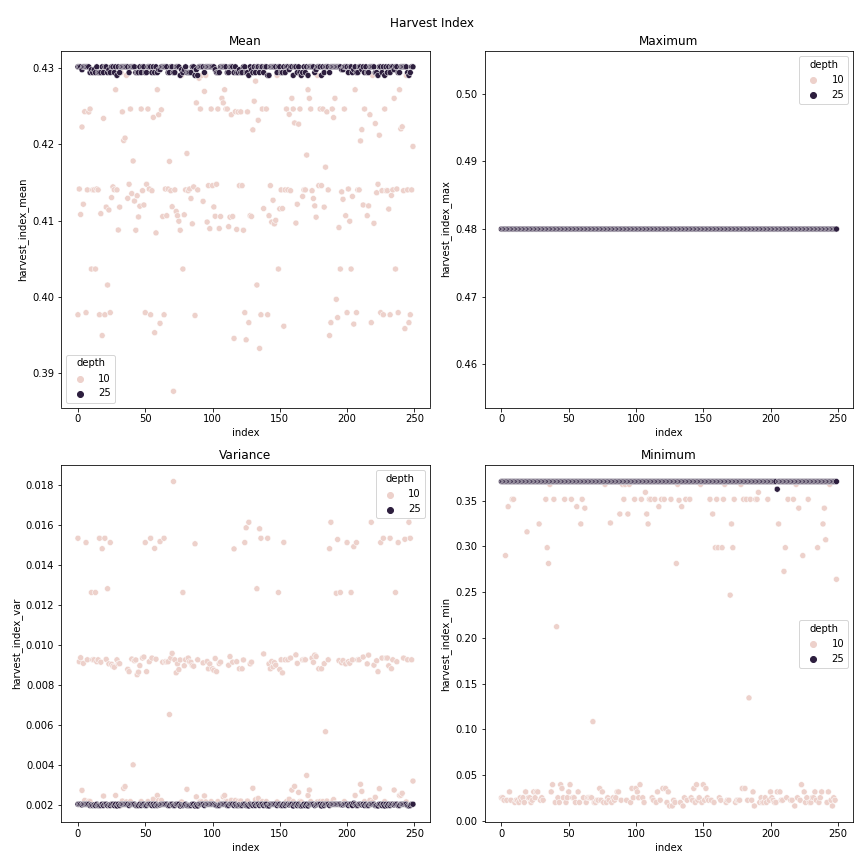 Harvest Index
Mean
harvest_index_mean
0.43
0.42
0.41
0.40
0.39
depth
10
25
0 50 100 150 200 250
index
Maximum
harvest_index_max
0.50
0.49
0.48
0.47
0.46
depth
10
25
0 50 100 150 200 250
index
Variance
harvest_index_var
0.018
0.016
0.014
0.012
0.010
0.008
0.006
0.004
0.002
depth
10
25
0 50 100 150 200 250
index
Minimum
harvest_index_min
0.35
0.30
0.25
0.20
0.15
0.10
0.05
0.00
depth
10
25
0 50 100 150 200 250
index